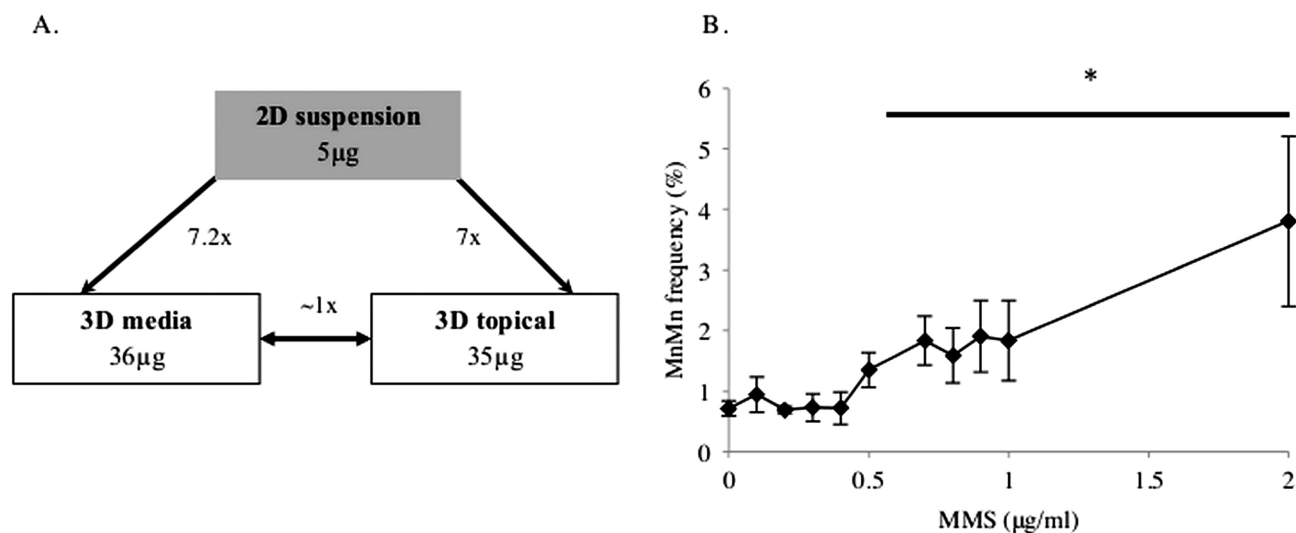 A.
2D suspension
5µg
7.2x
7x
~1x
3D media
36µg
3D topical
35µg
B.
*
MnMn frequency (%)
6
5
4
3
2
1
0
0
0.5
1
1.5
2
MMS (µg/ml)